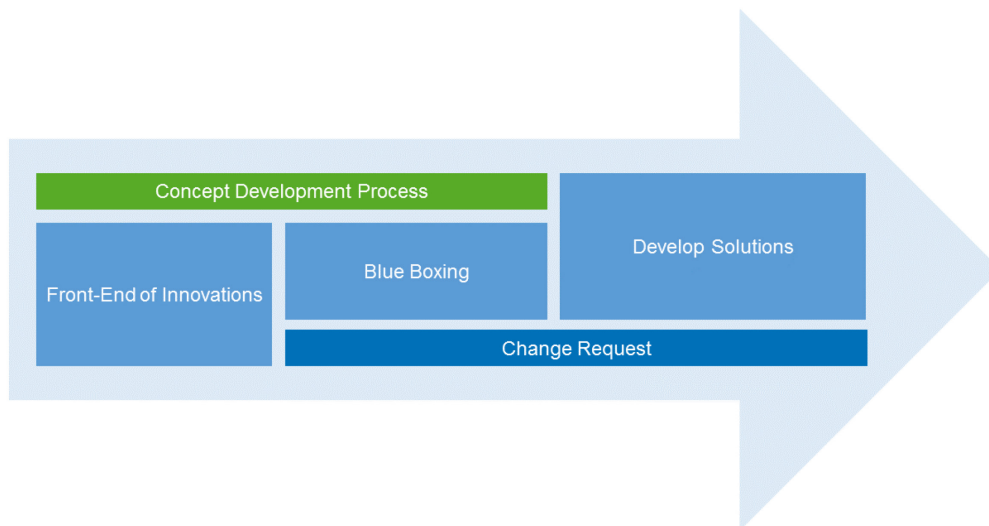 Concept Development Process
Front-End of Innovations
Blue Boxing
Develop Solutions
Change Request